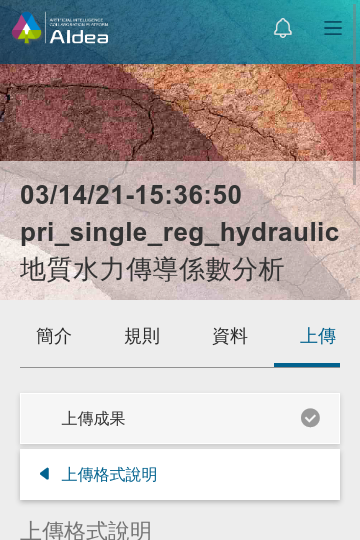 ARTIFICIAL INTELLIGENCE
COLLABORATION PLATFORM
AIdea
03/14/21-15:36:50
pri_single_reg_hydraulic
地質水力傳導係數分析
簡介 規則 資料 上傳
上傳成果
上傳格式說明
上傳格式說明